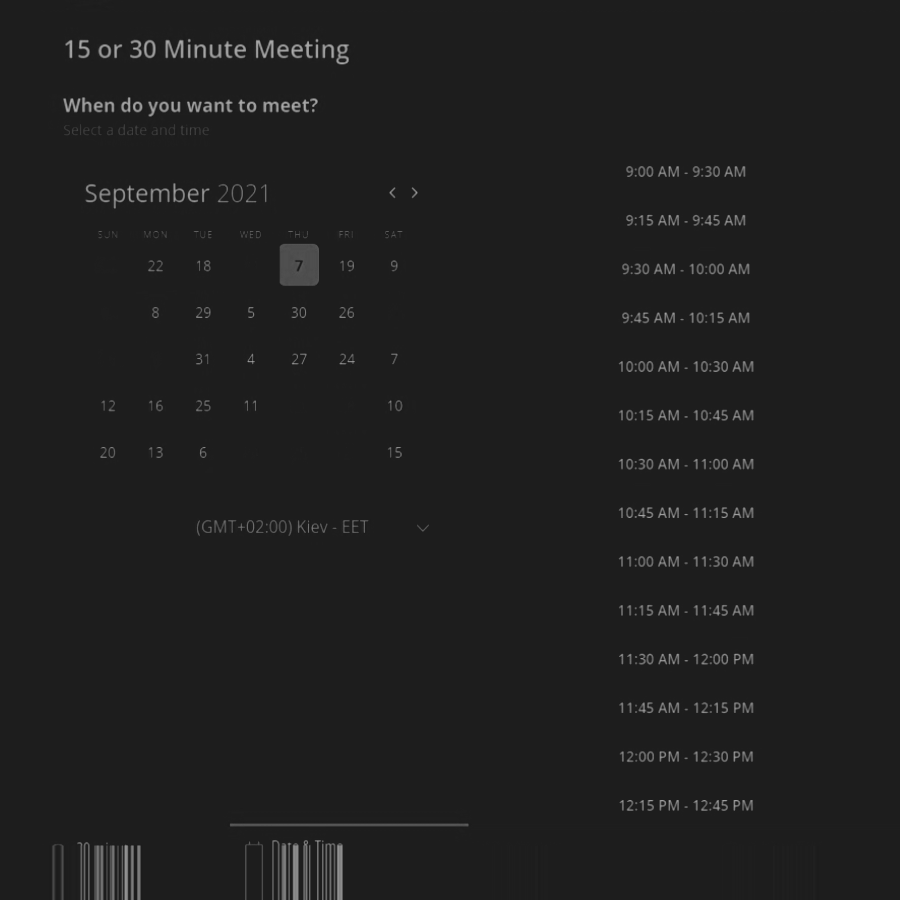 15 or 30 Minute Meeting
When do you want to meet?
Select a date and time
September 2021
SUN MON TUE WED THU FRI SAT
22 18 7 19 9
8 29 5 30 26
31 4 27 24 7
12 16 25 11 10
20 13 6 15
(GMT+02:00) Kiev - EET
9:00 AM - 9:30 AM
9:15 AM - 9:45 AM
9:30 AM - 10:00 AM
9:45 AM - 10:15 AM
10:00 AM - 10:30 AM
10:15 AM - 10:45 AM
10:30 AM - 11:00 AM
10:45 AM - 11:15 AM
11:00 AM - 11:30 AM
11:15 AM - 11:45 AM
11:30 AM - 12:00 PM
11:45 AM - 12:15 PM
12:00 PM - 12:30 PM
12:15 PM - 12:45 PM
Date & Time